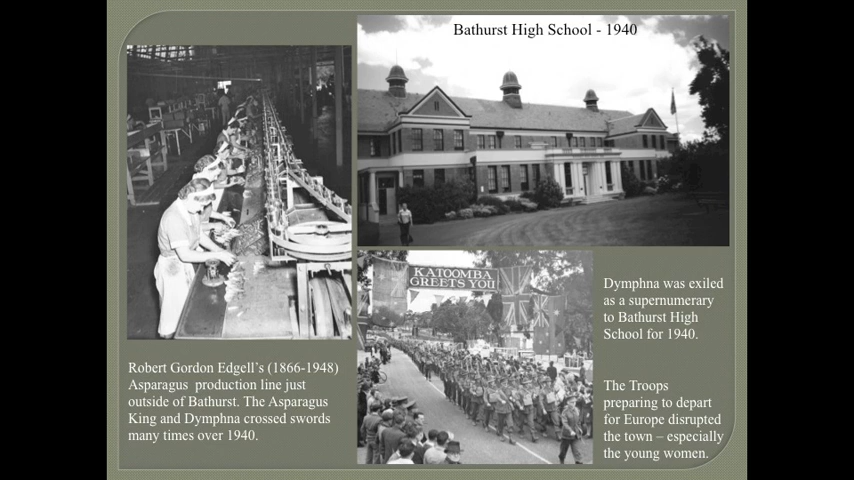 Bathurst High School - 1940
KATOOMBA
GREETS YOU
Dymphna was exiled
as a supernumerary
to Bathurst High
School for 1940.
Robert Gordon Edgell’s (1866-1948)
Asparagus production line just
outside of Bathurst. The Asparagus
King and Dymphna crossed swords
many times over 1940.
The Troops
preparing to depart
for Europe disrupted
the town – especially
the young women.